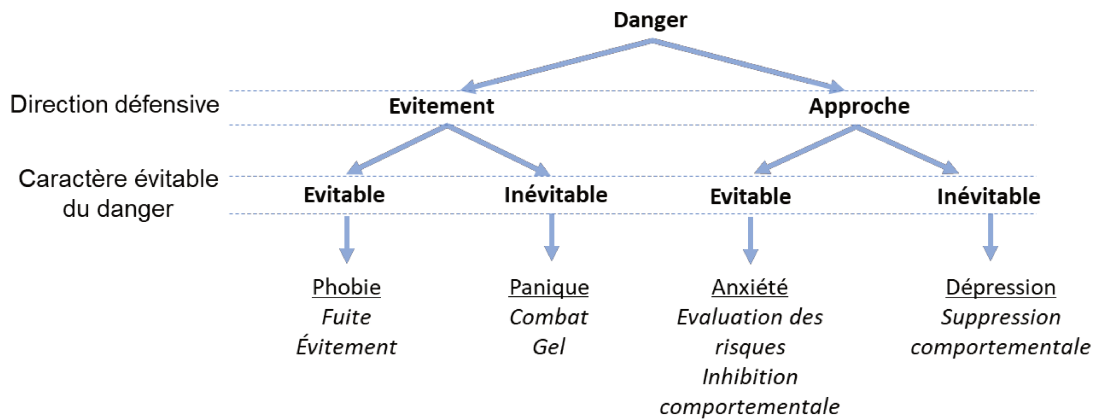 Danger
Direction défensive
Evitement
Approche
Caractère évitable
du danger
Evitable
Inévitable
Evitable
Inévitable
Phobie
Fuite
Évitement
Panique
Combat
Gel
Anxiété
Evaluation des
risques
Inhibition
comportementale
Dépression
Suppression
comportementale